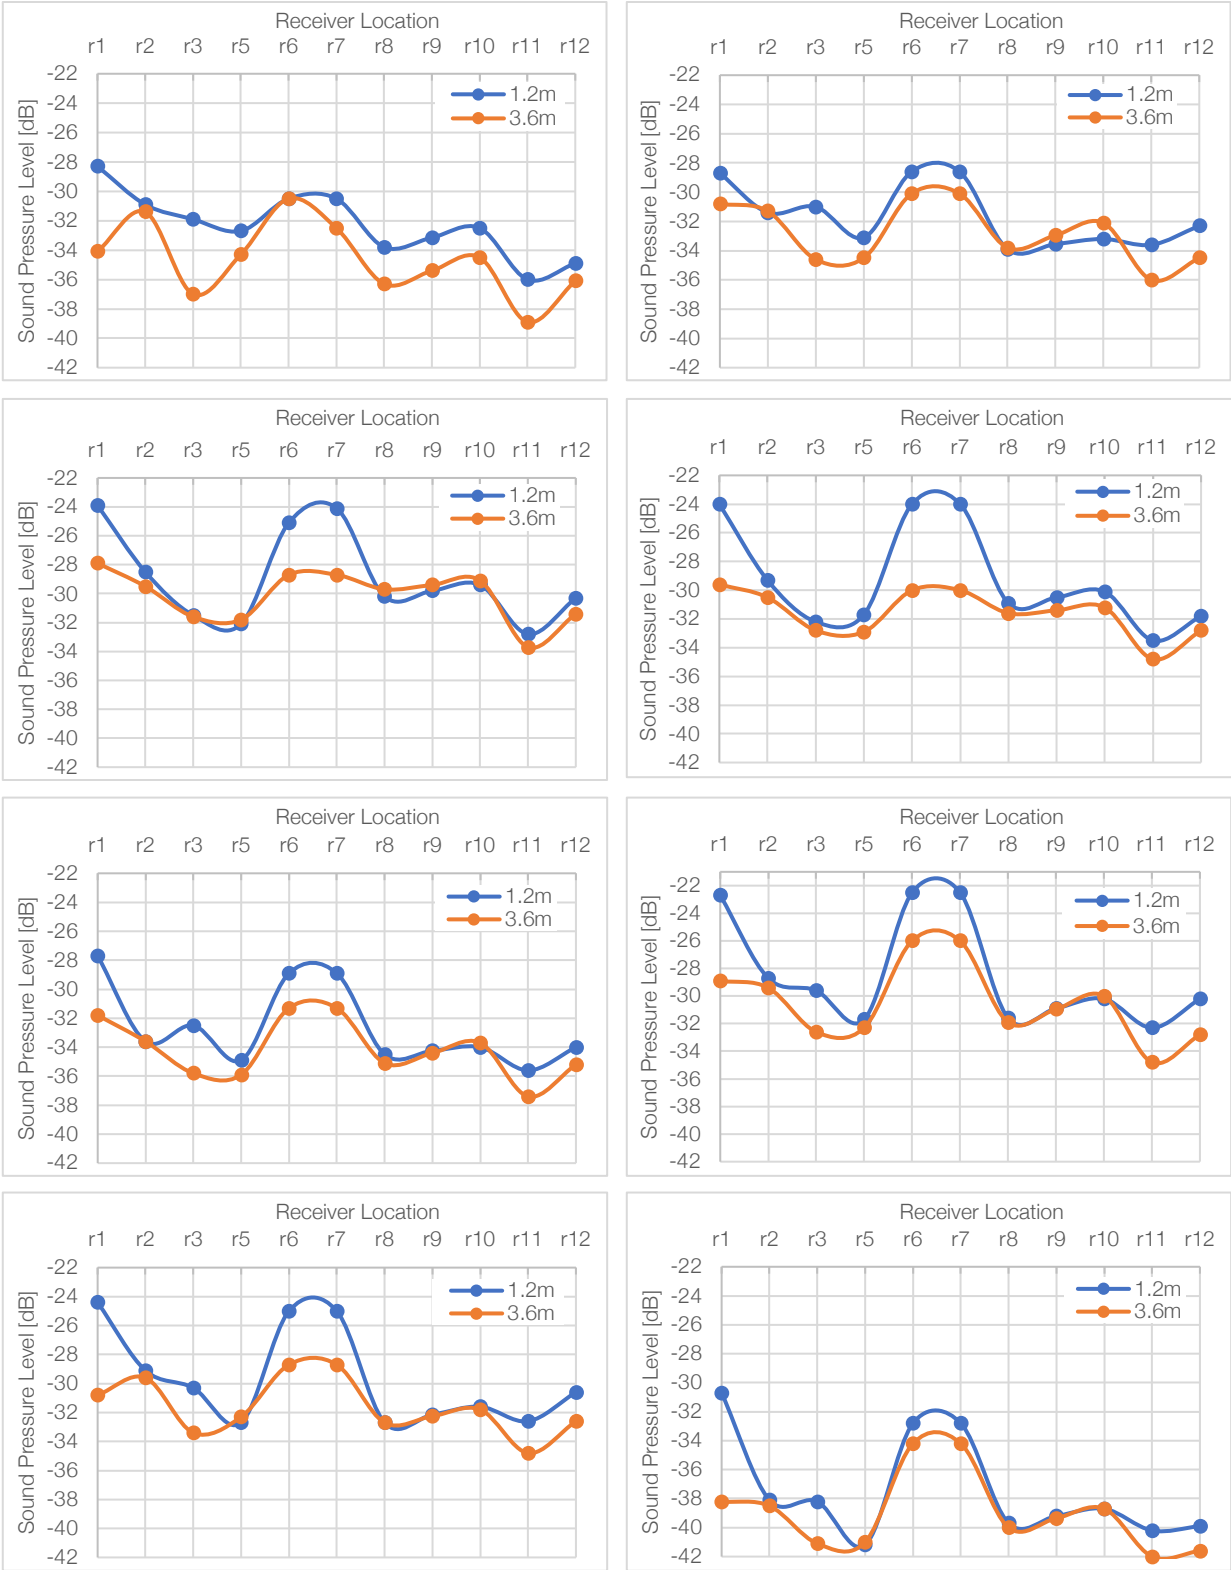 Receiver Location
r1 r2 r3 r5 r6 r7 r8 r9 r10 r11 r12
Sound Pressure Level [dB]
-22
-24
-26
-28
-30
-32
-34
-36
-38
-40
-42
1.2m
3.6m
Receiver Location
r1 r2 r3 r5 r6 r7 r8 r9 r10 r11 r12
Sound Pressure Level [dB]
-22
-24
-26
-28
-30
-32
-34
-36
-38
-40
-42
1.2m
3.6m
Receiver Location
r1 r2 r3 r5 r6 r7 r8 r9 r10 r11 r12
Sound Pressure Level [dB]
-22
-24
-26
-28
-30
-32
-34
-36
-38
-40
-42
1.2m
3.6m
Receiver Location
r1 r2 r3 r5 r6 r7 r8 r9 r10 r11 r12
Sound Pressure Level [dB]
-22
-24
-26
-28
-30
-32
-34
-36
-38
-40
-42
1.2m
3.6m
Receiver Location
r1 r2 r3 r5 r6 r7 r8 r9 r10 r11 r12
Sound Pressure Level [dB]
-22
-24
-26
-28
-30
-32
-34
-36
-38
-40
-42
1.2m
3.6m
Receiver Location
r1 r2 r3 r5 r6 r7 r8 r9 r10 r11 r12
Sound Pressure Level [dB]
-22
-24
-26
-28
-30
-32
-34
-36
-38
-40
-42
1.2m
3.6m
Receiver Location
r1 r2 r3 r5 r6 r7 r8 r9 r10 r11 r12
Sound Pressure Level [dB]
-22
-24
-26
-28
-30
-32
-34
-36
-38
-40
-42
1.2m
3.6m
Receiver Location
r1 r2 r3 r5 r6 r7 r8 r9 r10 r11 r12
Sound Pressure Level [dB]
-22
-24
-26
-28
-30
-32
-34
-36
-38
-40
-42
1.2m
3.6m